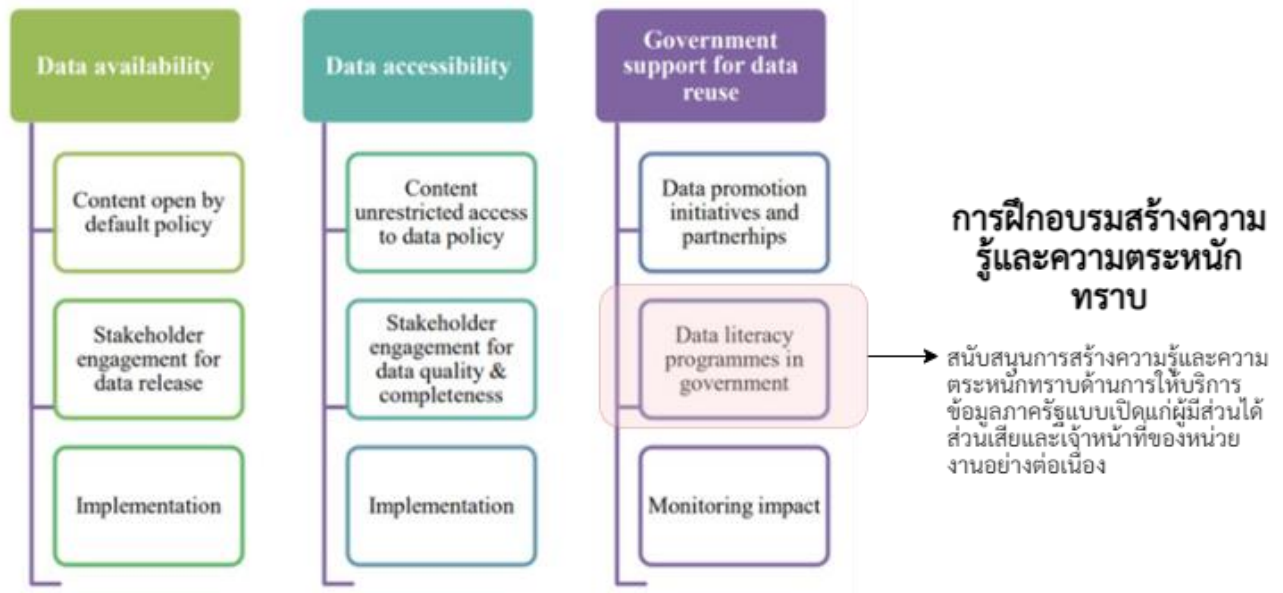 Data availability
Content open by
default policy
Stakeholder
engagement for
data release
Implementation
Data accessibility
Content
unrestricted access
to data policy
Stakeholder
engagement for
data quality &
completeness
Implementation
Government
support for data
reuse
Data promotion
initiatives and
partnerhips
Data literacy
programmes in
government
Monitoring impact
การฝึกอบรมสร้างความ
รู้และความตระหนัก
ทราบ
สนับสนุนการสร้างความรู้และความ
ตระหนักทราบด้านการให้บริการ
ข้อมูลภาครัฐแบบเปิดแก่ผู้มีส่วนได้
ส่วนเสียและเจ้าหน้าที่ของหน่วย
งานอย่างต่อเนื่อง